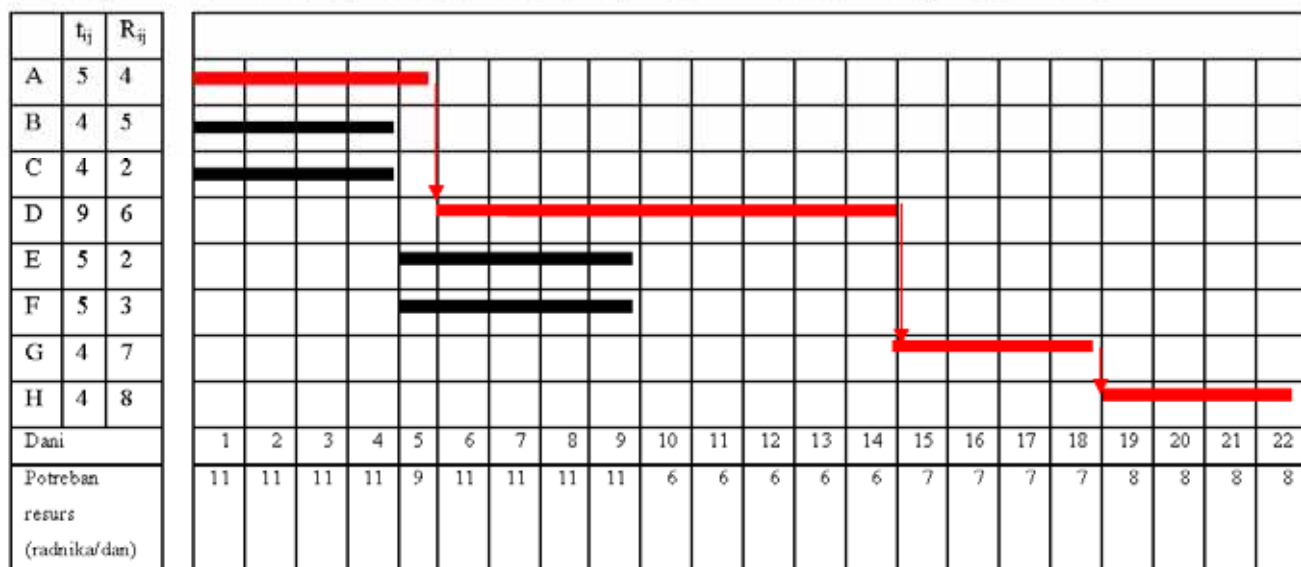 tij Rij
A 5 4
B 4 5
C 4 2
D 9 6
E 5 2
F 5 3
G 4 7
H 4 8
Dani 1 2 3 4 5 6 7 8 9 10 11 12 13 14 15 16 17 18 19 20 21 22
Potreban 11 11 11 11 9 11 11 11 11 6 6 6 6 6 7 7 7 7 8 8 8 8
resurs
(radnika/dan)